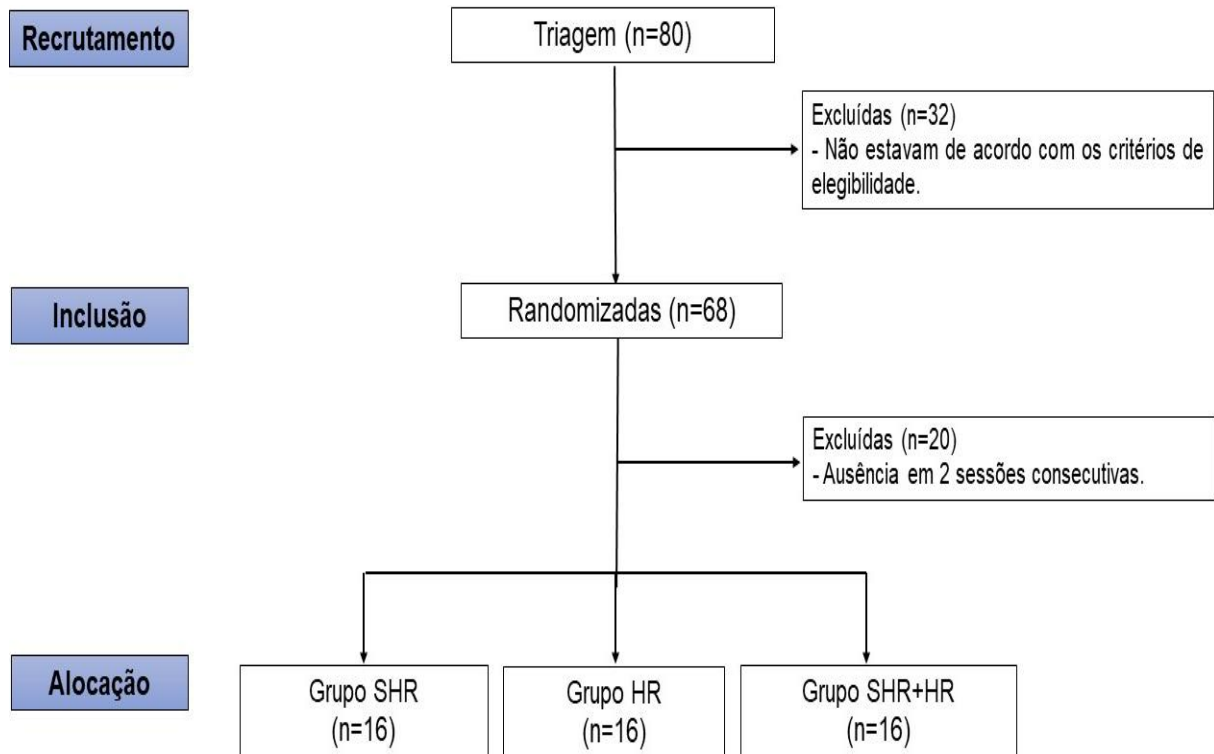 Recrutamento
Triagem (n=80)
Excluídas (n=32)
- Não estavam de acordo com os critérios de
elegibilidade.
Inclusão
Randomizadas (n=68)
Excluídas (n=20)
- Ausência em 2 sessões consecutivas.
Alocação
Grupo SHR
(n=16)
Grupo HR
(n=16)
Grupo SHR+HR
(n=16)